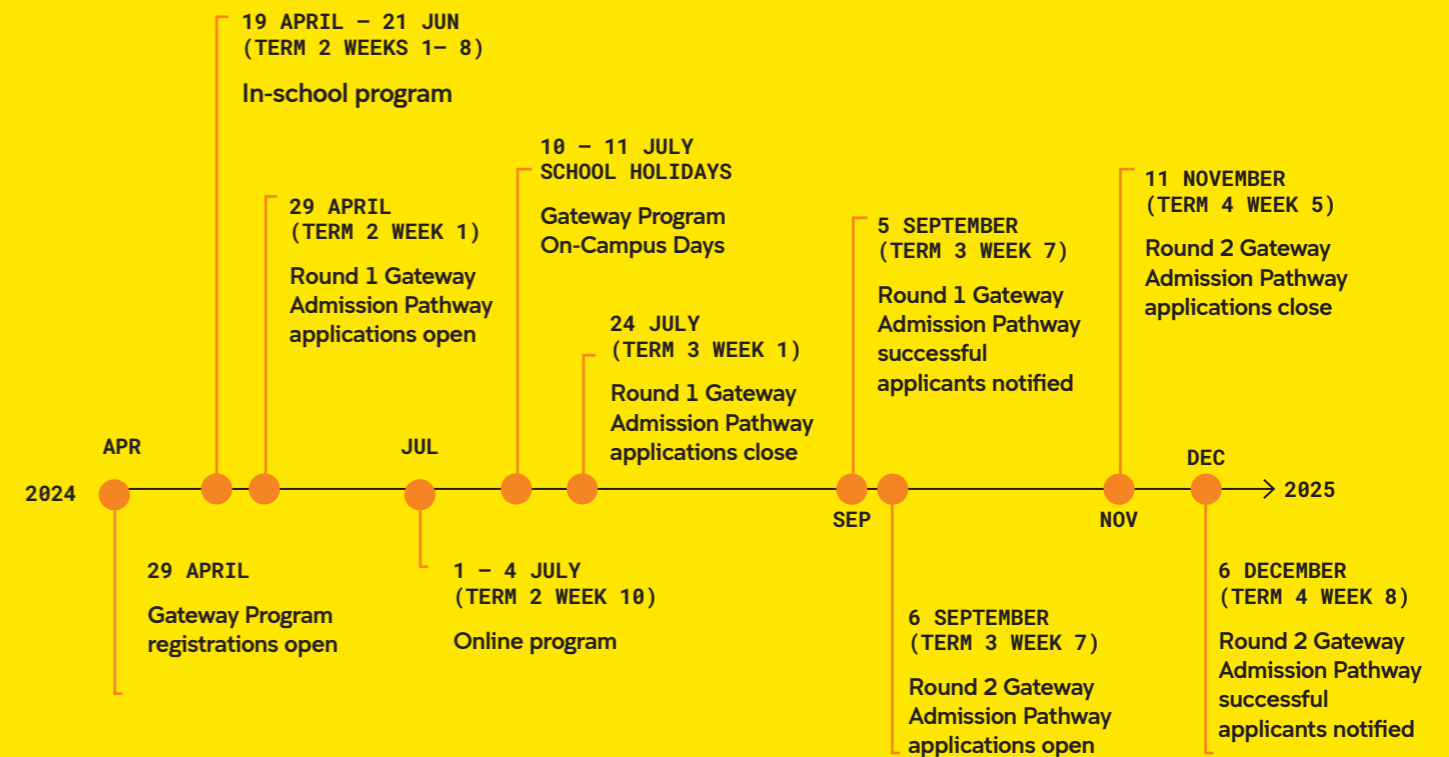 19 APRIL – 21 JUN
(TERM 2 WEEKS 1– 8)
In-school program
29 APRIL
(TERM 2 WEEK 1)
Round 1 Gateway
Admission Pathway
applications open
10 – 11 JULY
SCHOOL HOLIDAYS
Gateway Program
On-Campus Days
24 JULY
(TERM 3 WEEK 1)
Round 1 Gateway
Admission Pathway
applications close
5 SEPTEMBER
(TERM 3 WEEK 7)
Round 1 Gateway
Admission Pathway
successful
applicants notified
11 NOVEMBER
(TERM 4 WEEK 5)
Round 2 Gateway
Admission Pathway
applications close
APR
JUL
DEC
2024
2025
SEP
NOV
29 APRIL
Gateway Program
registrations open
1 – 4 JULY
(TERM 2 WEEK 10)
Online program
6 SEPTEMBER
(TERM 3 WEEK 7)
Round 2 Gateway
Admission Pathway
applications open
6 DECEMBER
(TERM 4 WEEK 8)
Round 2 Gateway
Admission Pathway
successful
applicants notified